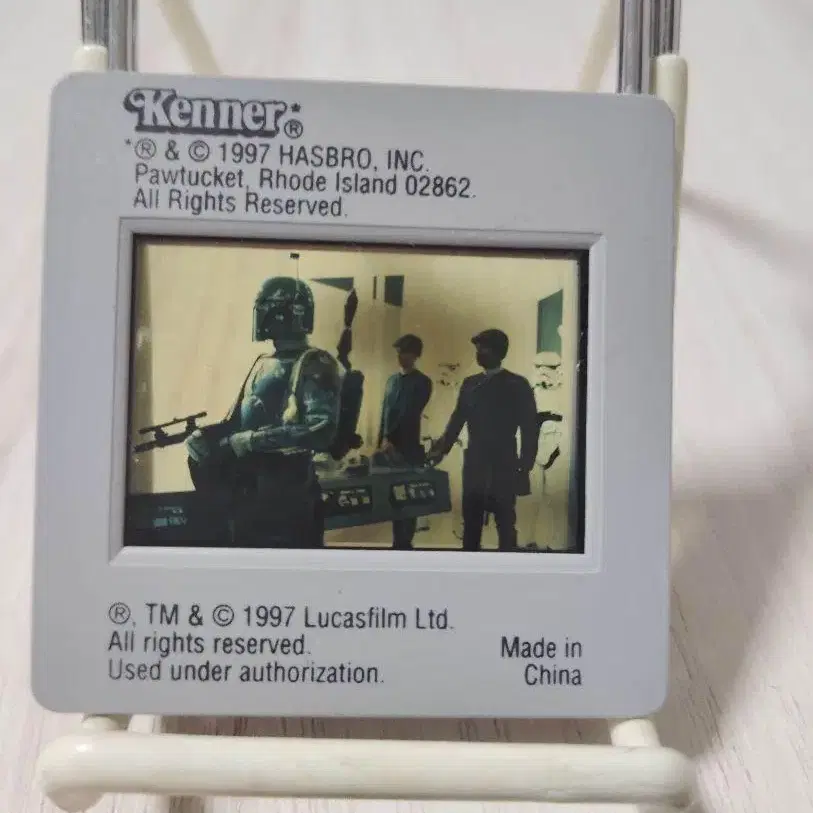 Kenner*®
*® & © 1997 HASBRO, INC.
Pawtucket, Rhode Island 02862.
All Rights Reserved.
®, TM & © 1997 Lucasfilm Ltd.
All rights reserved.
Used under authorization.
Made in
China